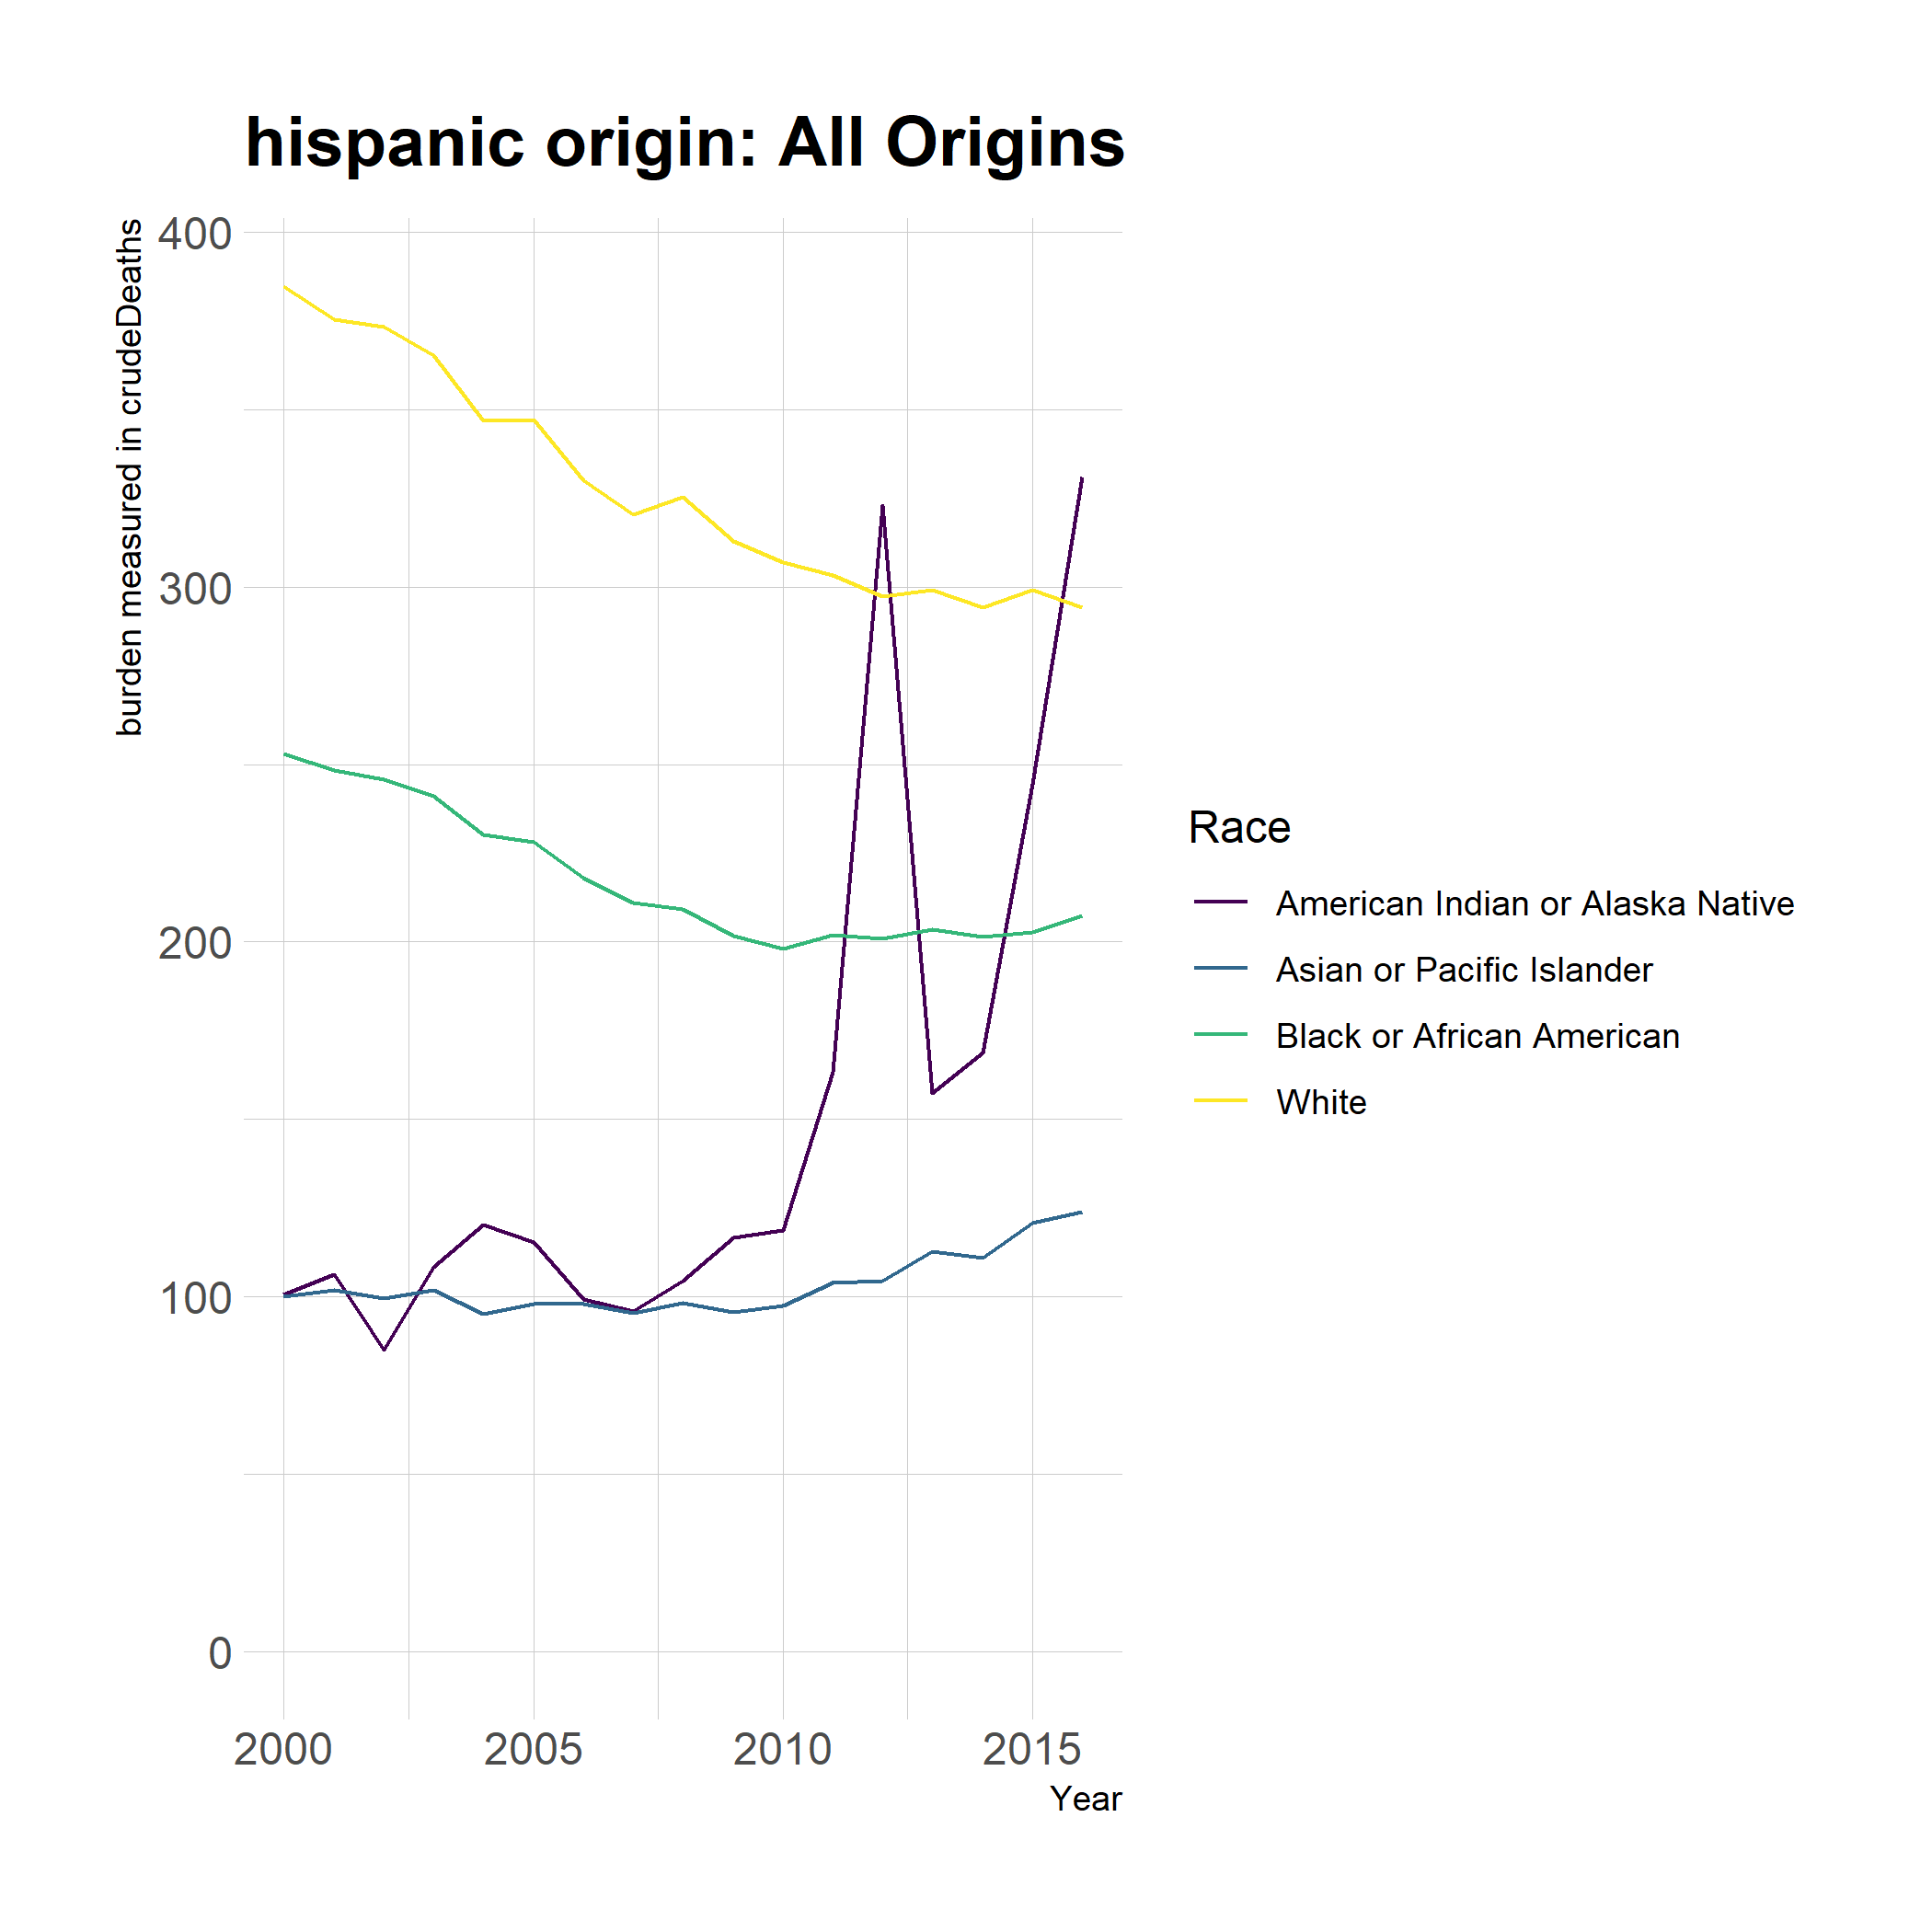 hispanic origin: All Origins
burden measured in crudeDeaths
400
300
200
100
0
2000 2005 2010 2015
Year
Race
American Indian or Alaska Native
Asian or Pacific Islander
Black or African American
White